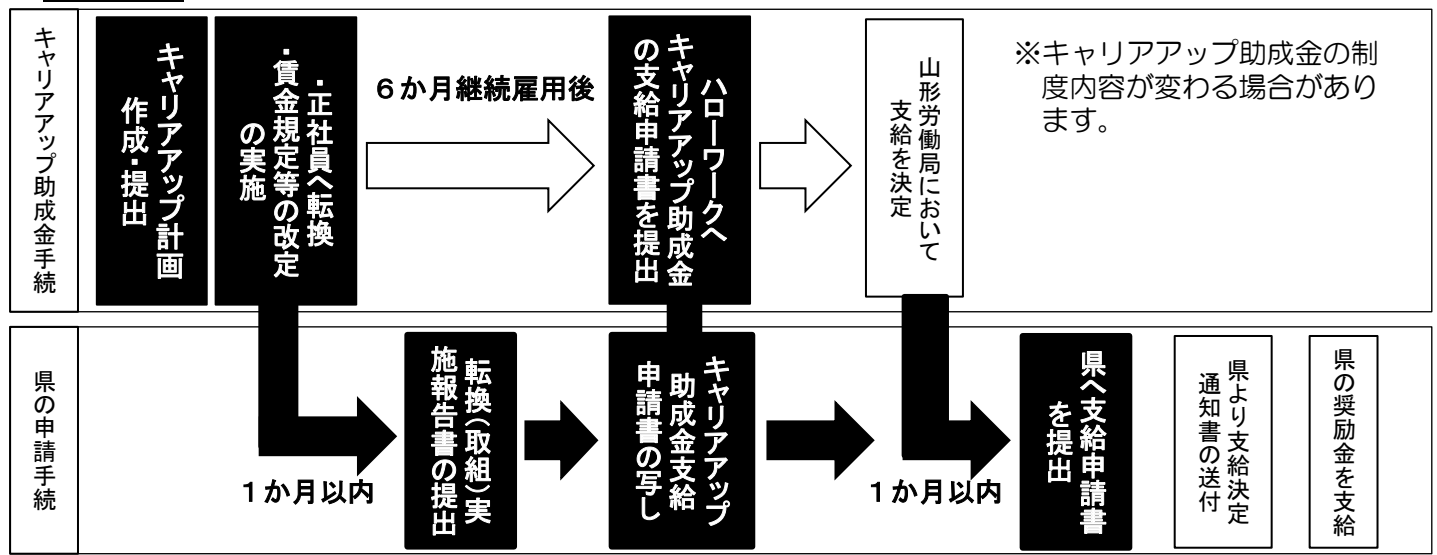 キャリアアップ助成金手続
キャリアアップ計画
作成・提出
・正社員へ転換
・賃金規定等の改定
の実施
６か月継続雇用後
ハローワークへ
キャリアアップ助成金
の支給申請書を提出
山形労働局において
支給を決定
※キャリアアップ助成金の制
度内容が変わる場合があり
ます。
県の申請手続
１か月以内
転換（取組）実
施報告書の提出
キャリアアップ
助成金支給
申請書の写し
１か月以内
県へ支給申請書
を提出
県より支給決定
通知書の送付
県の奨励金を支給